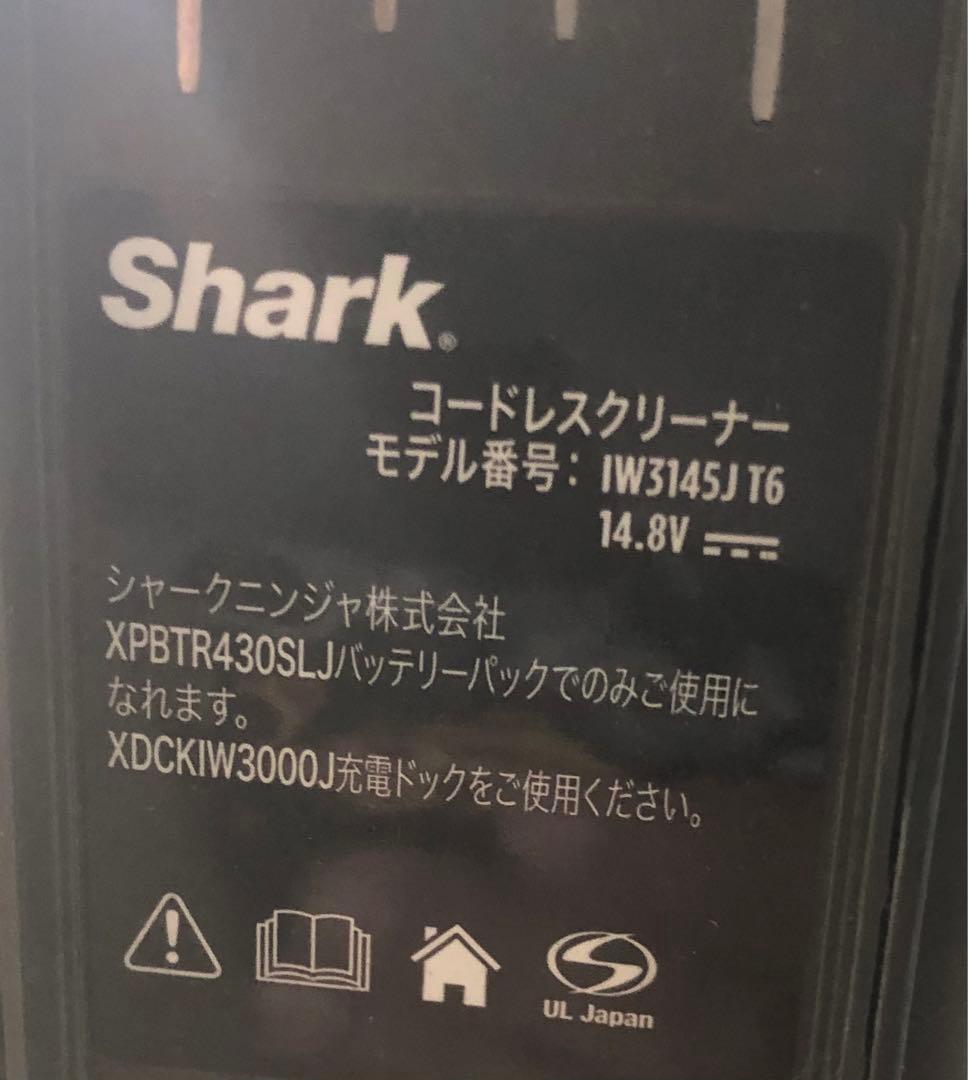 Shark®
コードレスクリーナー
モデル番号：IW3145J T6
14.8V
シャークニンジャ株式会社
XPBTR430SLJバッテリーパックでのみご使用に
なれます。
XDCKIW3000J充電ドックをご使用ください。
UL Japan